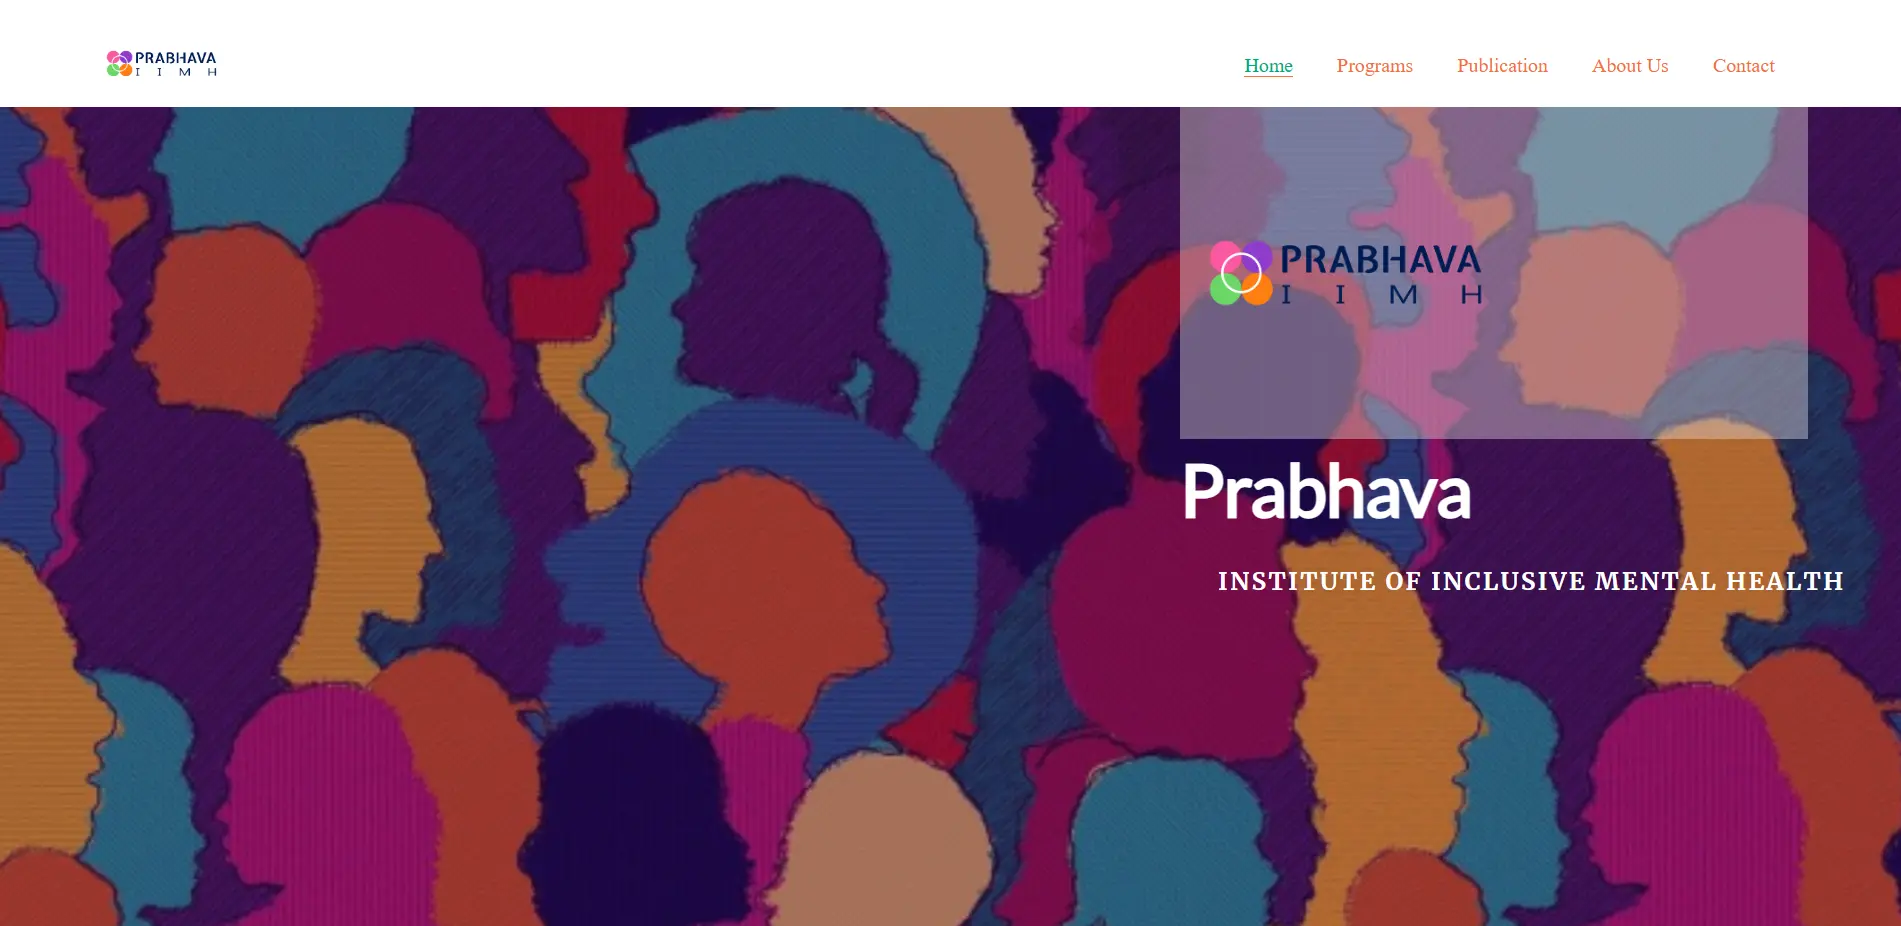 PRABHAVA
I I M H
Home Programs Publication About Us Contact
PRABHAVA
I I M H
Prabhava
INSTITUTE OF INCLUSIVE MENTAL HEALTH